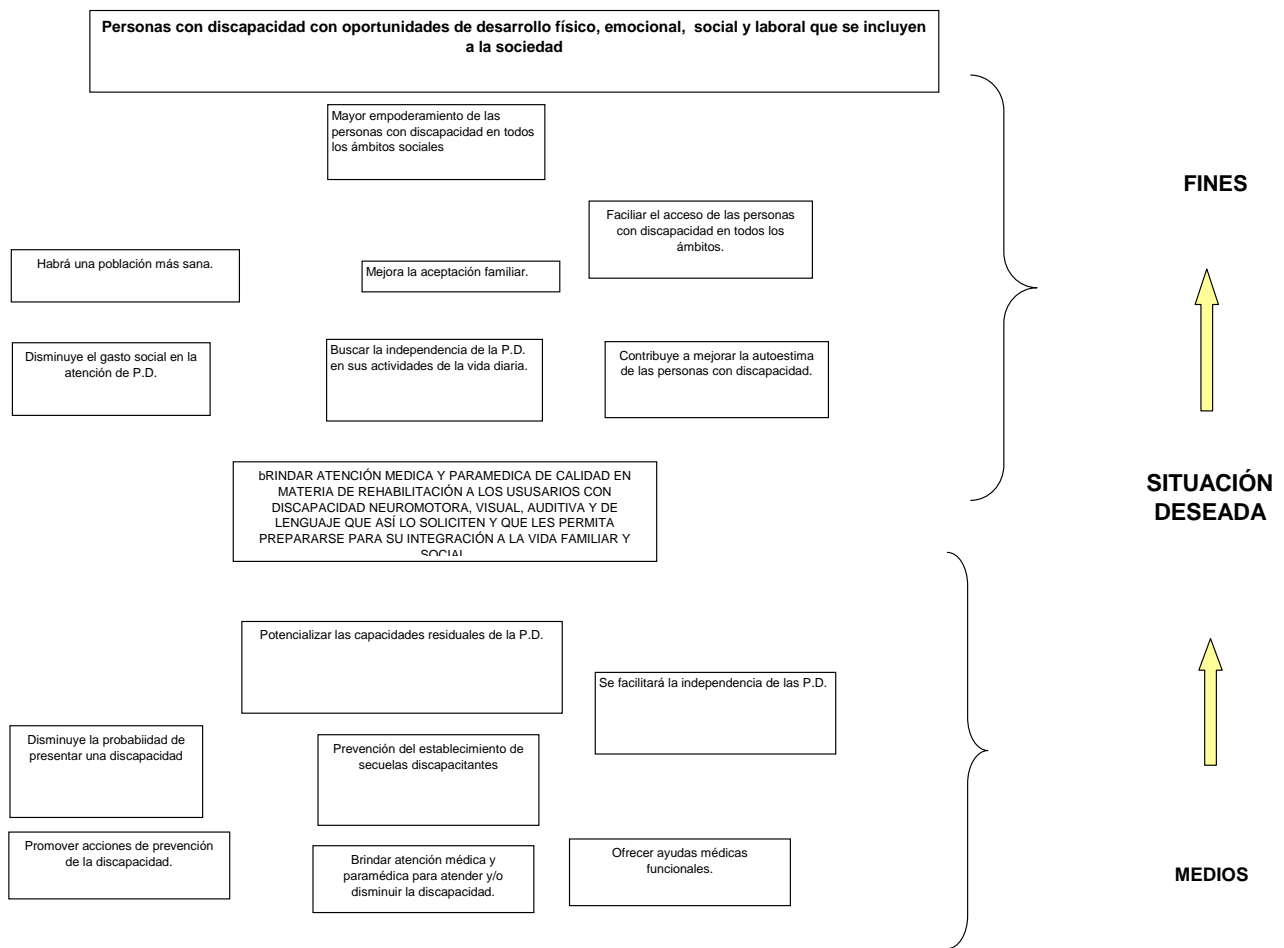 Personas con discapacidad con oportunidades de desarrollo físico, emocional,  social y laboral que se incluyen
a la sociedad
Mayor empoderamiento de las
personas con discapacidad en todos
los ámbitos sociales
FINES
Faciliar el acceso de las personas
con discapacidad en todos los
ámbitos.
Habrá una población más sana.
Mejora la aceptación familiar.
Disminuye el gasto social en la
atención de P.D.
Buscar la independencia de la P.D.
en sus actividades de la vida diaria.
Contribuye a mejorar la autoestima
de las personas con discapacidad.
bRINDAR ATENCIÓN MEDICA Y PARAMEDICA DE CALIDAD EN
MATERIA DE REHABILITACIÓN A LOS USUSARIOS CON
DISCAPACIDAD NEUROMOTORA, VISUAL, AUDITIVA Y DE
LENGUAJE QUE ASÍ LO SOLICITEN Y QUE LES PERMITA
PREPARARSE PARA SU INTEGRACIÓN A LA VIDA FAMILIAR Y
SOCIAL
SITUACIÓN
DESEADA
Potencializar las capacidades residuales de la P.D.
Se facilitará la independencia de las P.D.
Disminuye la probabiidad de
presentar una discapacidad
Prevención del establecimiento de
secuelas discapacitantes
Promover acciones de prevención
de la discapacidad.
Brindar atención médica y
paramédica para atender y/o
disminuir la discapacidad.
Ofrecer ayudas médicas
funcionales.
MEDIOS